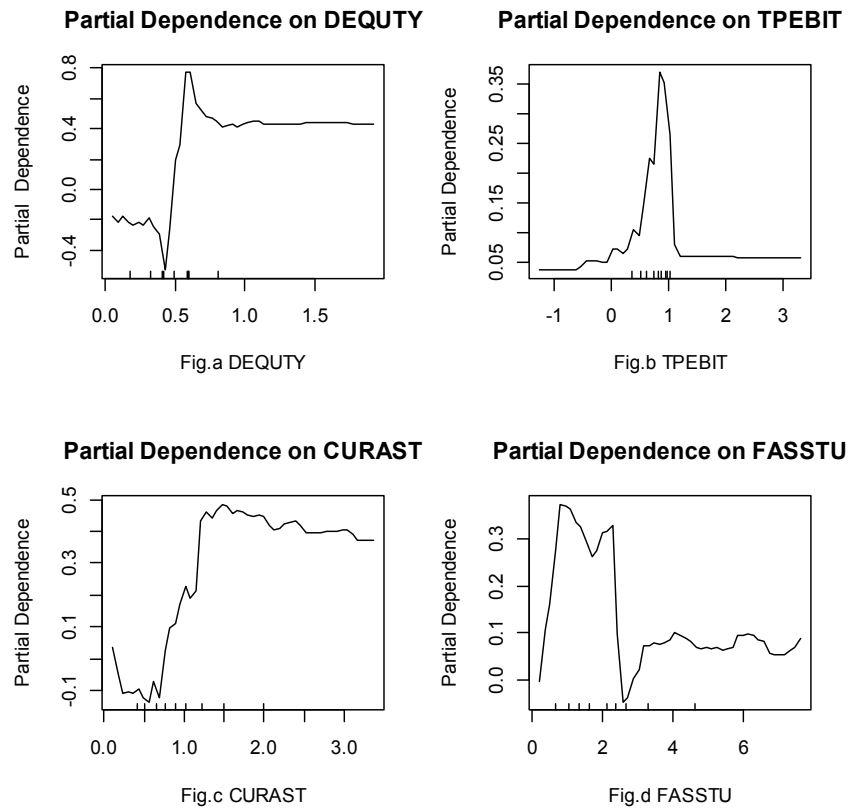 Partial Dependence on DEQUTY
Partial Dependence
0.8
0.4
0.0
-0.4
0.0 0.5 1.0 1.5
Fig.a DEQUTY
Partial Dependence on TPEBIT
Partial Dependence
0.35
0.25
0.15
0.05
-1 0 1 2 3
Fig.b TPEBIT
Partial Dependence on CURAST
Partial Dependence
0.5
0.3
0.1
-0.1
0.0 1.0 2.0 3.0
Fig.c CURAST
Partial Dependence on FASSTU
Partial Dependence
0.3
0.2
0.1
0.0
0 2 4 6
Fig.d FASSTU